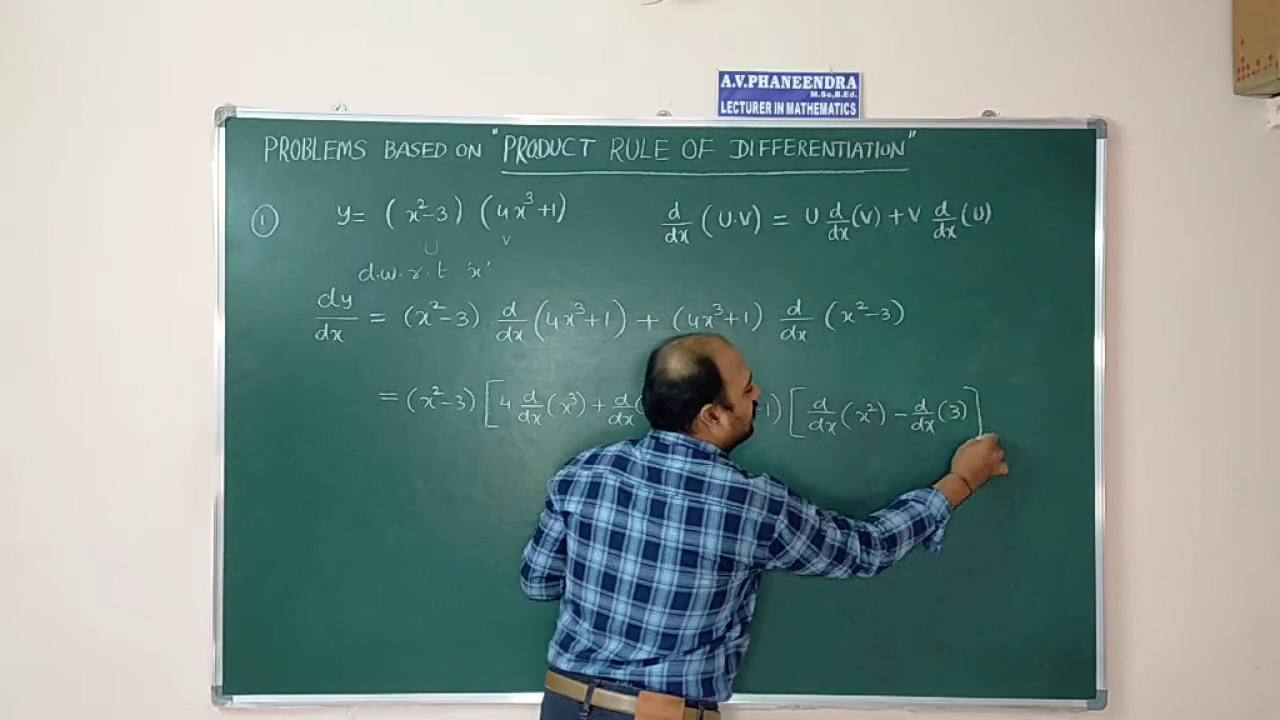 A.V.PHANEENDRA
M.Sc,B.Ed.
LECTURER IN MATHEMATICS
PROBLEMS BASED ON "PRODUCT RULE OF DIFFERENTIATION"
① y= (x²-3) (4x³+1) d/dx (U.V) = U d/dx (V) + V d/dx (U)
U V
d.w.r.t 'x'
dy/dx = (x²-3) d/dx (4x³+1) + (4x³+1) d/dx (x²-3)
= (x²-3) [4 d/dx (x³) + d/dx ( 1) [d/dx (x²) - d/dx (3)]